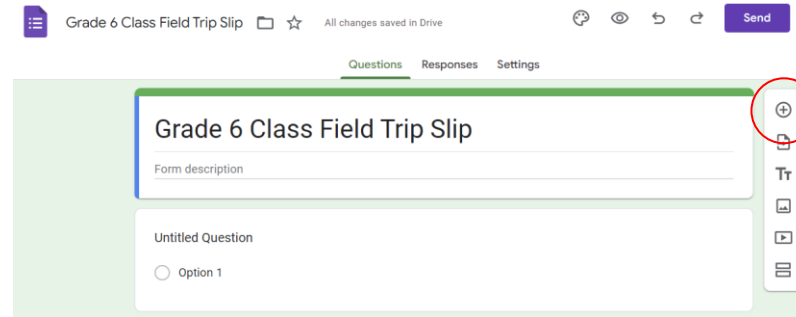 Grade 6 Class Field Trip Slip All changes saved in Drive Send
Questions Responses Settings
Grade 6 Class Field Trip Slip
Form description
Untitled Question
Option 1
Tт